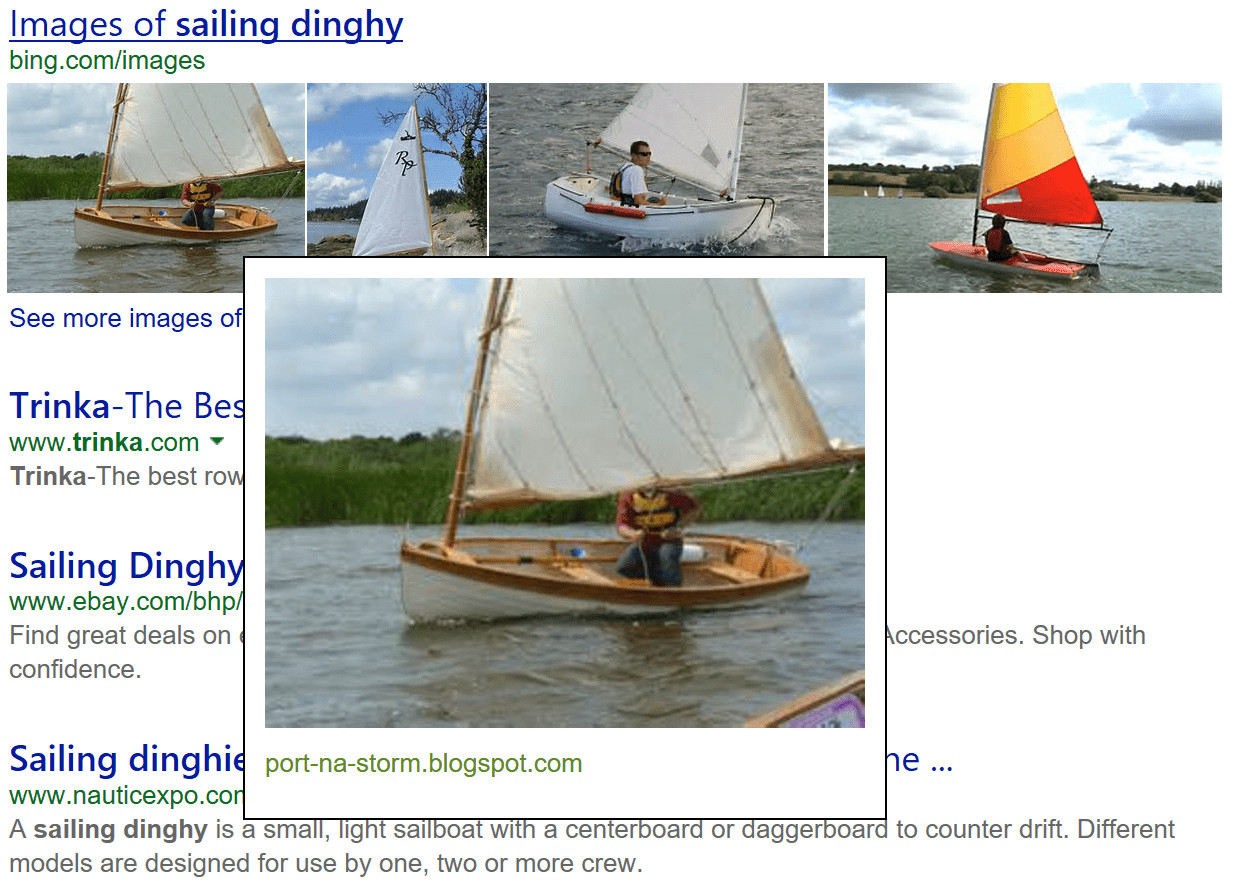 Images of sailing dinghy
bing.com/images
RP
See more images of
Trinka-The Bes
www.trinka.com
Trinka-The best row
Sailing Dinghy
www.ebay.com/bhp/
Find great deals on e Accessories. Shop with
confidence.
Sailing dinghie ne ...
www.nauticexpo.com
port-na-storm.blogspot.com
A sailing dinghy is a small, light sailboat with a centerboard or daggerboard to counter drift. Different
models are designed for use by one, two or more crew.